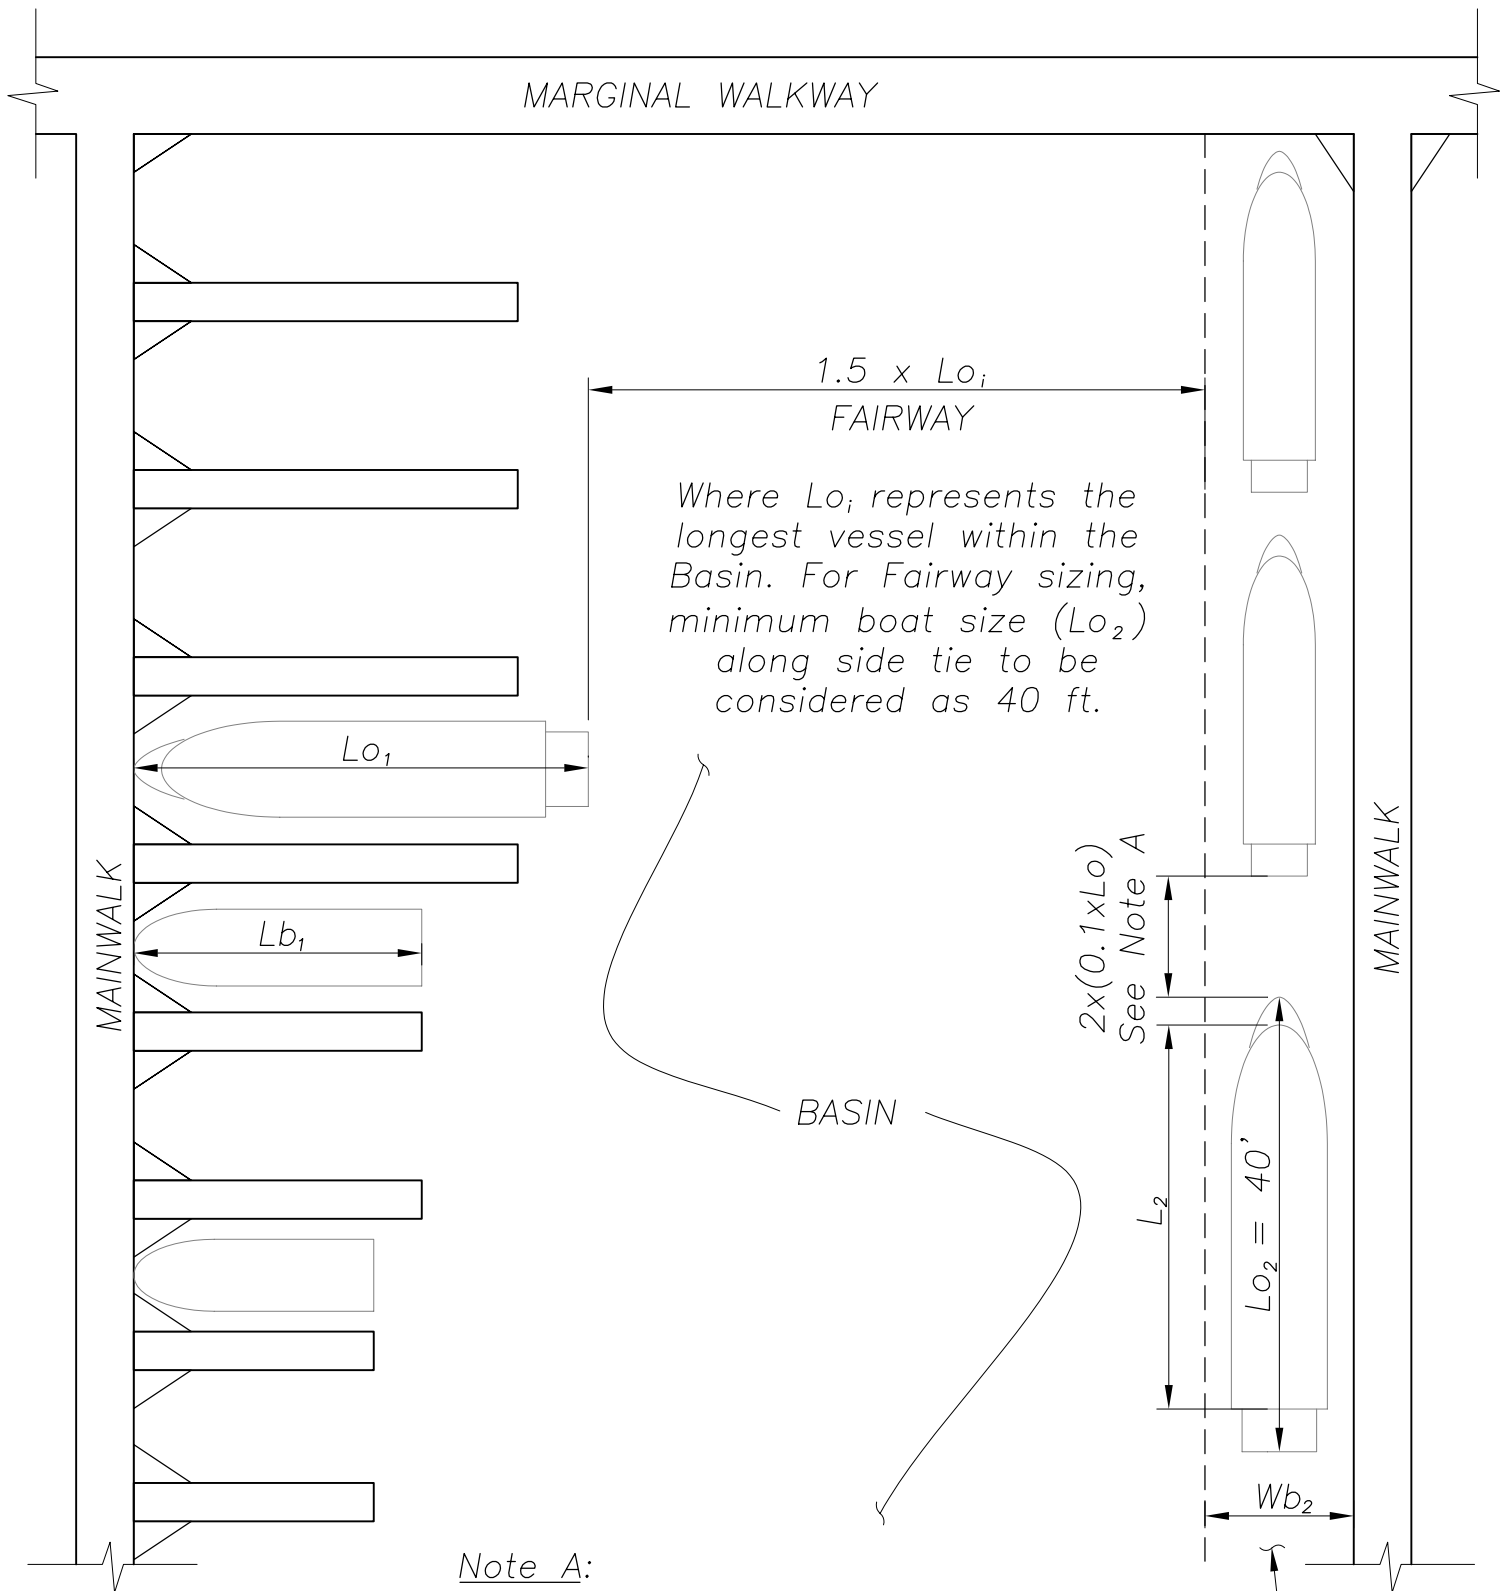 MARGINAL WALKWAY
1.5 x Loᵢ
FAIRWAY
Where Loᵢ represents the
longest vessel within the
Basin. For Fairway sizing,
minimum boat size (Lo₂)
along side tie to be
considered as 40 ft.
Lo₁
MAINWALK
Lb₁
2x(0.1xLo)
See Note A
MAINWALK
BASIN
L₂
Lo₂ = 40'
Wb₂
Note A: